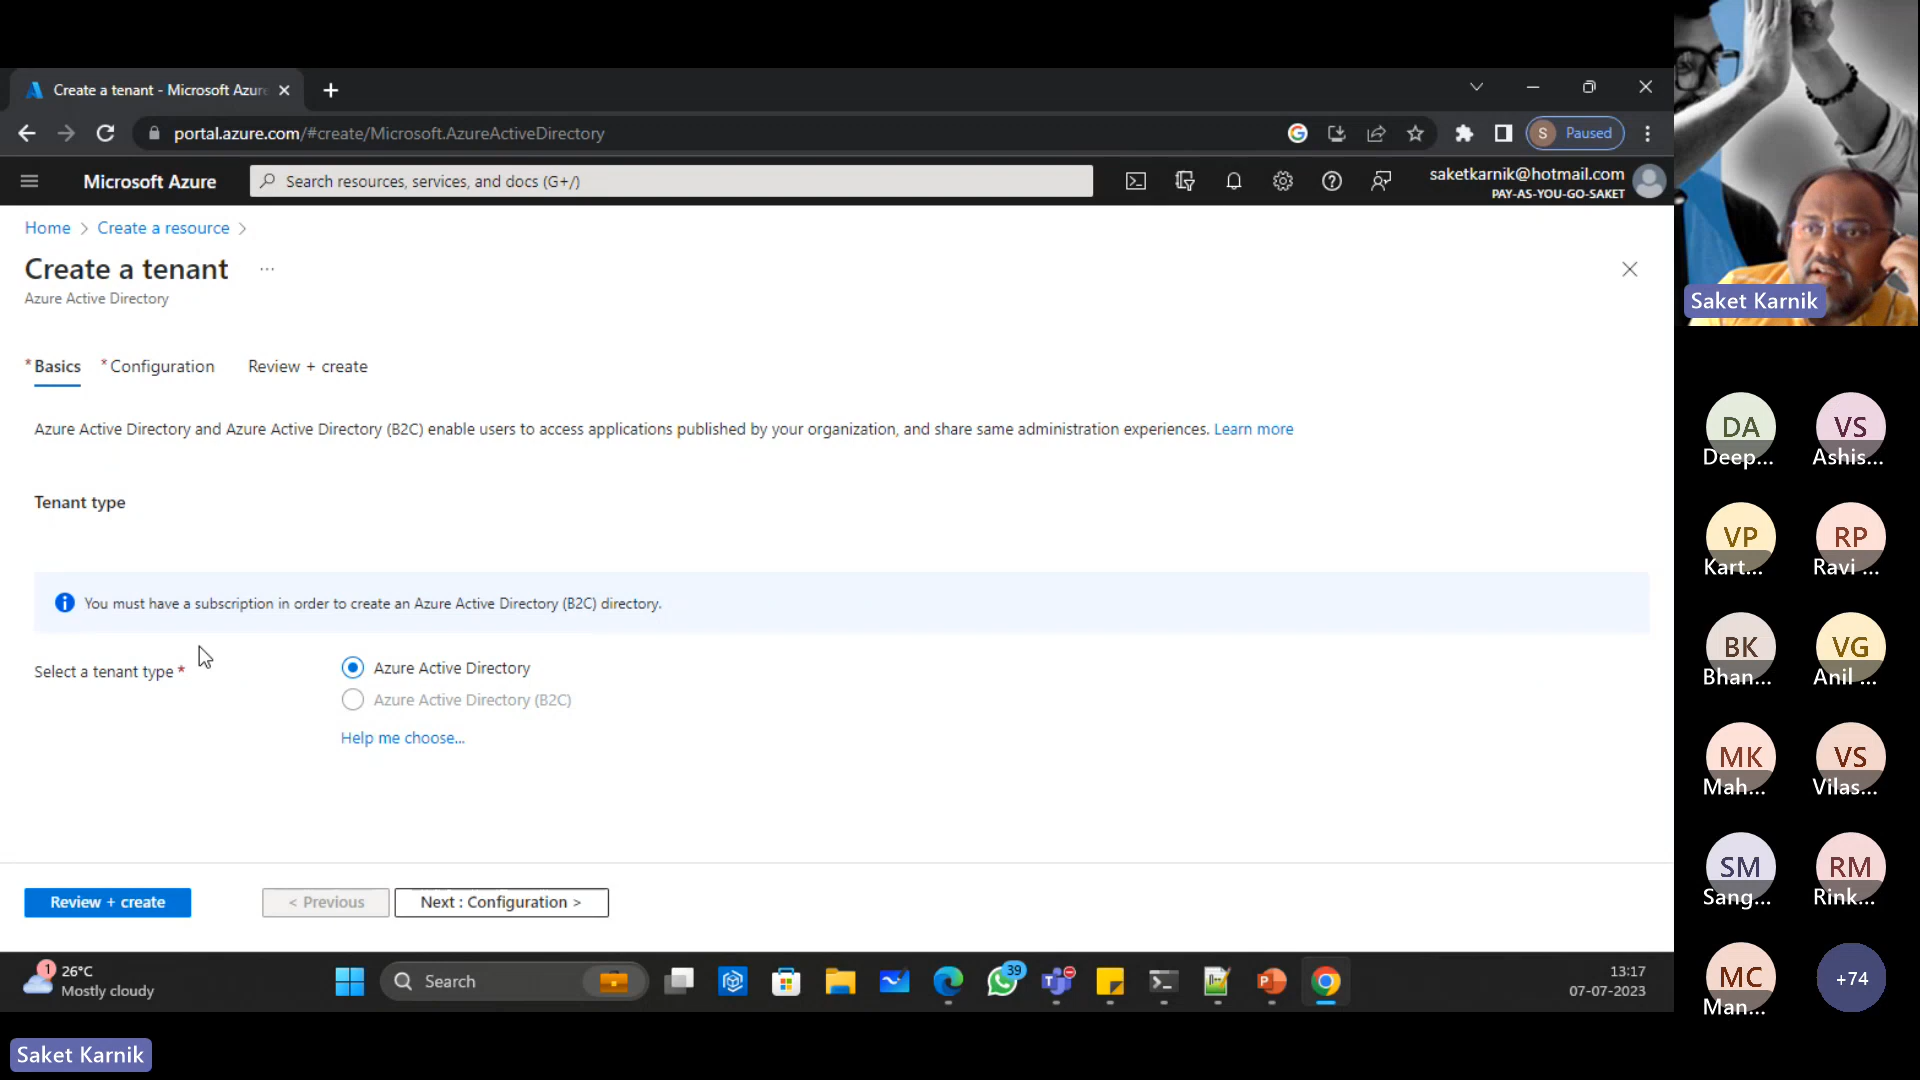 Create a tenant - Microsoft Azure
portal.azure.com/#create/Microsoft.AzureActiveDirectory
S Paused
Microsoft Azure
Search resources, services, and docs (G+/)
saketkarnik@hotmail.com
PAY-AS-YOU-GO-SAKET
Home > Create a resource >
Create a tenant ...
Azure Active Directory
* Basics * Configuration Review + create
Azure Active Directory and Azure Active Directory (B2C) enable users to access applications published by your organization, and share same administration experiences. Learn more
Tenant type
You must have a subscription in order to create an Azure Active Directory (B2C) directory.
Select a tenant type *
Azure Active Directory
Azure Active Directory (B2C)
Help me choose...
Review + create
< Previous
Next : Configuration >
1
26°C
Mostly cloudy
Search
39
13:17
07-07-2023
Saket Karnik
Saket Karnik
DA
Deep...
VS
Ashis...
VP
Kart...
RP
Ravi ...
BK
Bhan...
VG
Anil ...
MK
Mah...
VS
Vilas...
SM
Sang...
RM
Rink...
MC
Man...
+74